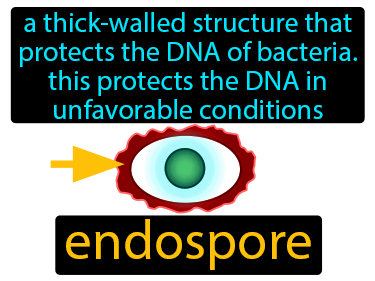 a thick-walled structure that
protects the DNA of bacteria.
this protects the DNA in
unfavorable conditions
endospore